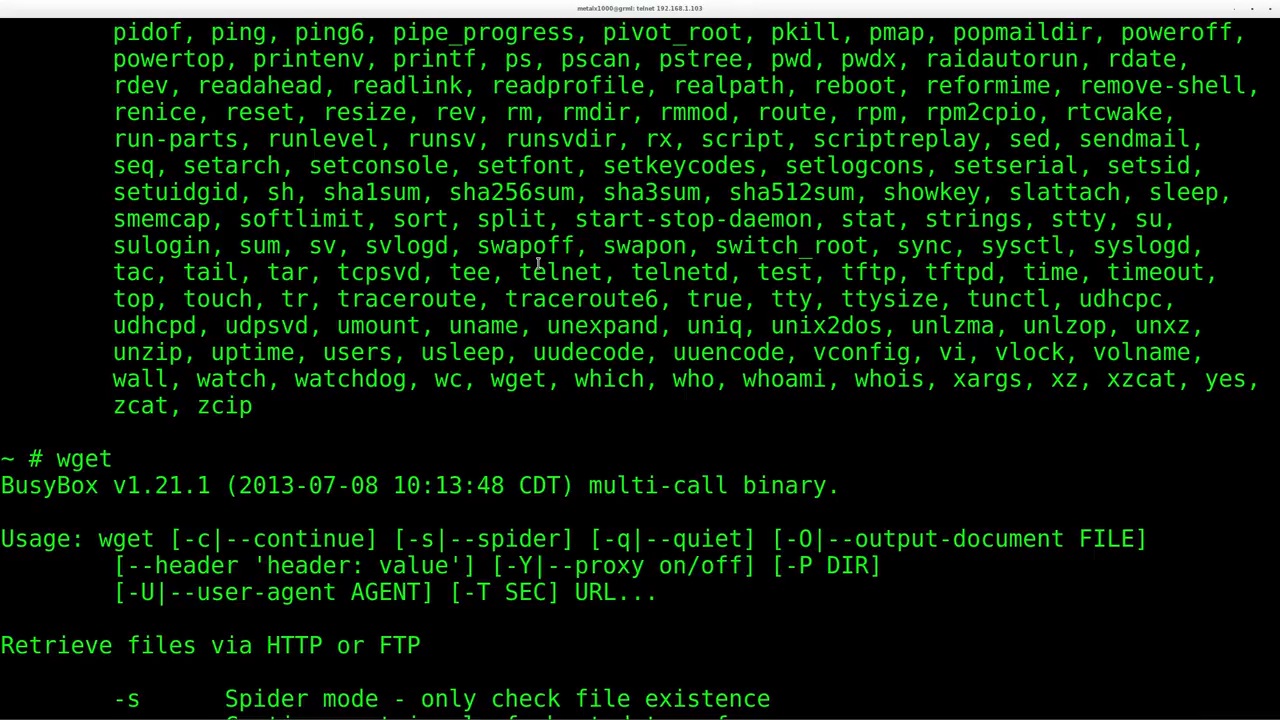 metalx1000@grml: telnet 192.168.1.103
pidof, ping, ping6, pipe_progress, pivot_root, pkill, pmap, popmaildir, poweroff,
powertop, printenv, printf, ps, pscan, pstree, pwd, pwdx, raidautorun, rdate,
rdev, readahead, readlink, readprofile, realpath, reboot, reformime, remove-shell,
renice, reset, resize, rev, rm, rmdir, rmmod, route, rpm, rpm2cpio, rtcwake,
run-parts, runlevel, runsv, runsvdir, rx, script, scriptreplay, sed, sendmail,
seq, setarch, setconsole, setfont, setkeycodes, setlogcons, setserial, setsid,
setuidgid, sh, sha1sum, sha256sum, sha3sum, sha512sum, showkey, slattach, sleep,
smemcap, softlimit, sort, split, start-stop-daemon, stat, strings, stty, su,
sulogin, sum, sv, svlogd, swapoff, swapon, switch_root, sync, sysctl, syslogd,
tac, tail, tar, tcpsvd, tee, telnet, telnetd, test, tftp, tftpd, time, timeout,
top, touch, tr, traceroute, traceroute6, true, tty, ttysize, tunctl, udhcpc,
udhcpd, udpsvd, umount, uname, unexpand, uniq, unix2dos, unlzma, unlzop, unxz,
unzip, uptime, users, usleep, uudecode, uuencode, vconfig, vi, vlock, volname,
wall, watch, watchdog, wc, wget, which, who, whoami, whois, xargs, xz, xzcat, yes,
zcat, zcip
~ # wget
BusyBox v1.21.1 (2013-07-08 10:13:48 CDT) multi-call binary.
Usage: wget [-c|--continue] [-s|--spider] [-q|--quiet] [-O|--output-document FILE]
[--header 'header: value'] [-Y|--proxy on/off] [-P DIR]
[-U|--user-agent AGENT] [-T SEC] URL...
Retrieve files via HTTP or FTP
-s Spider mode - only check file existence